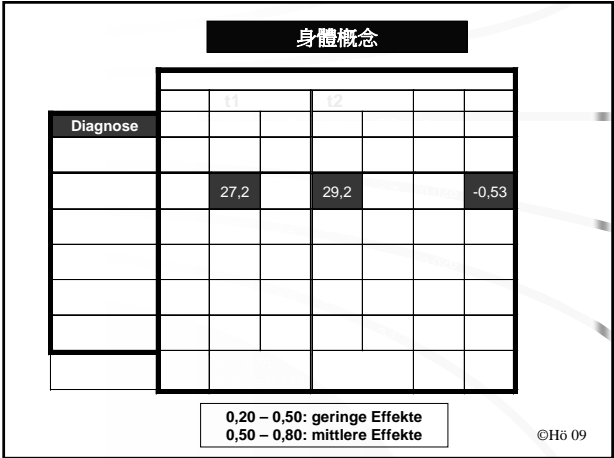 身體概念
t1 t2
Diagnose
27,2 29,2 -0,53
0,20 – 0,50: geringe Effekte
0,50 – 0,80: mittlere Effekte
©Hö 09